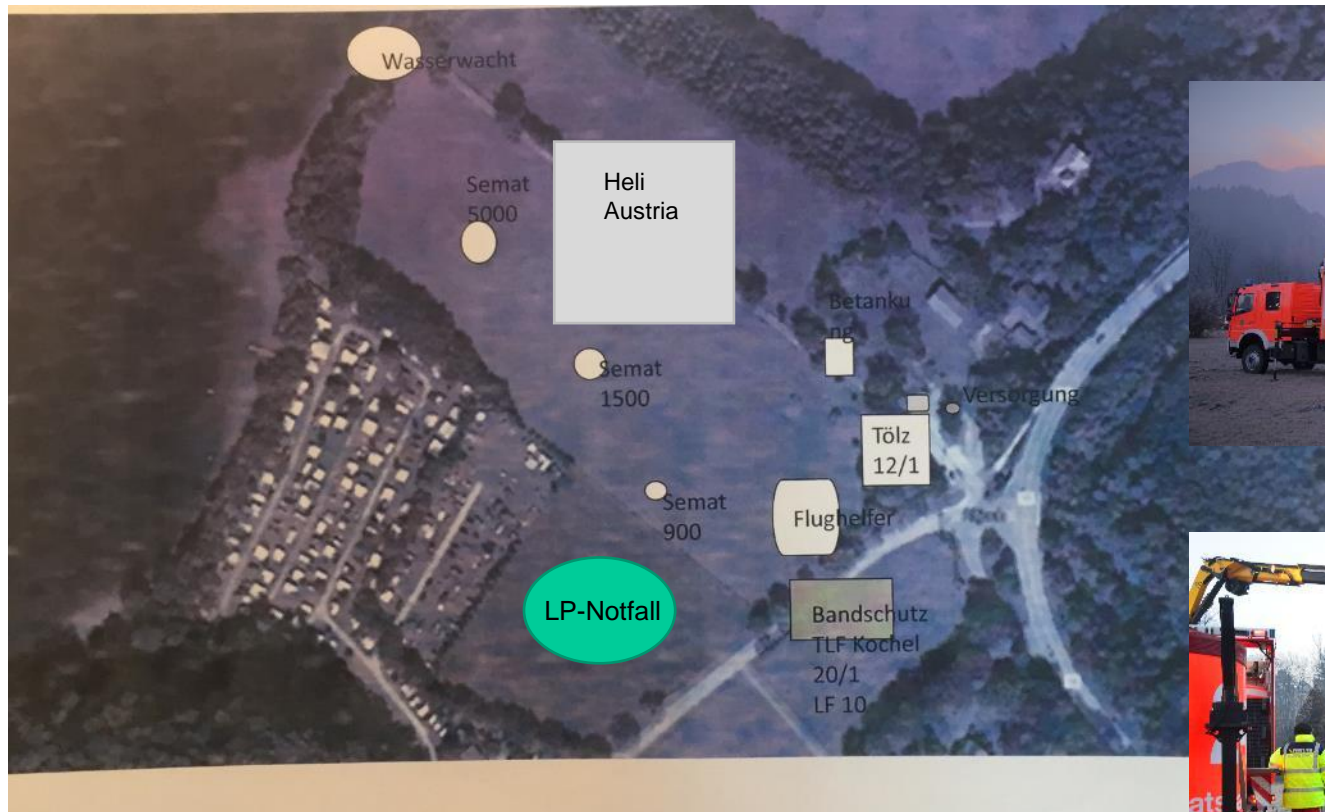 Wasserwacht
Semat
5000
Heli
Austria
Betanku
ng
Semat
1500
Versorgung
Tölz
12/1
Semat
900
Flughelfer
LP-Notfall
Bandschutz
TLF Kochel
20/1
LF 10